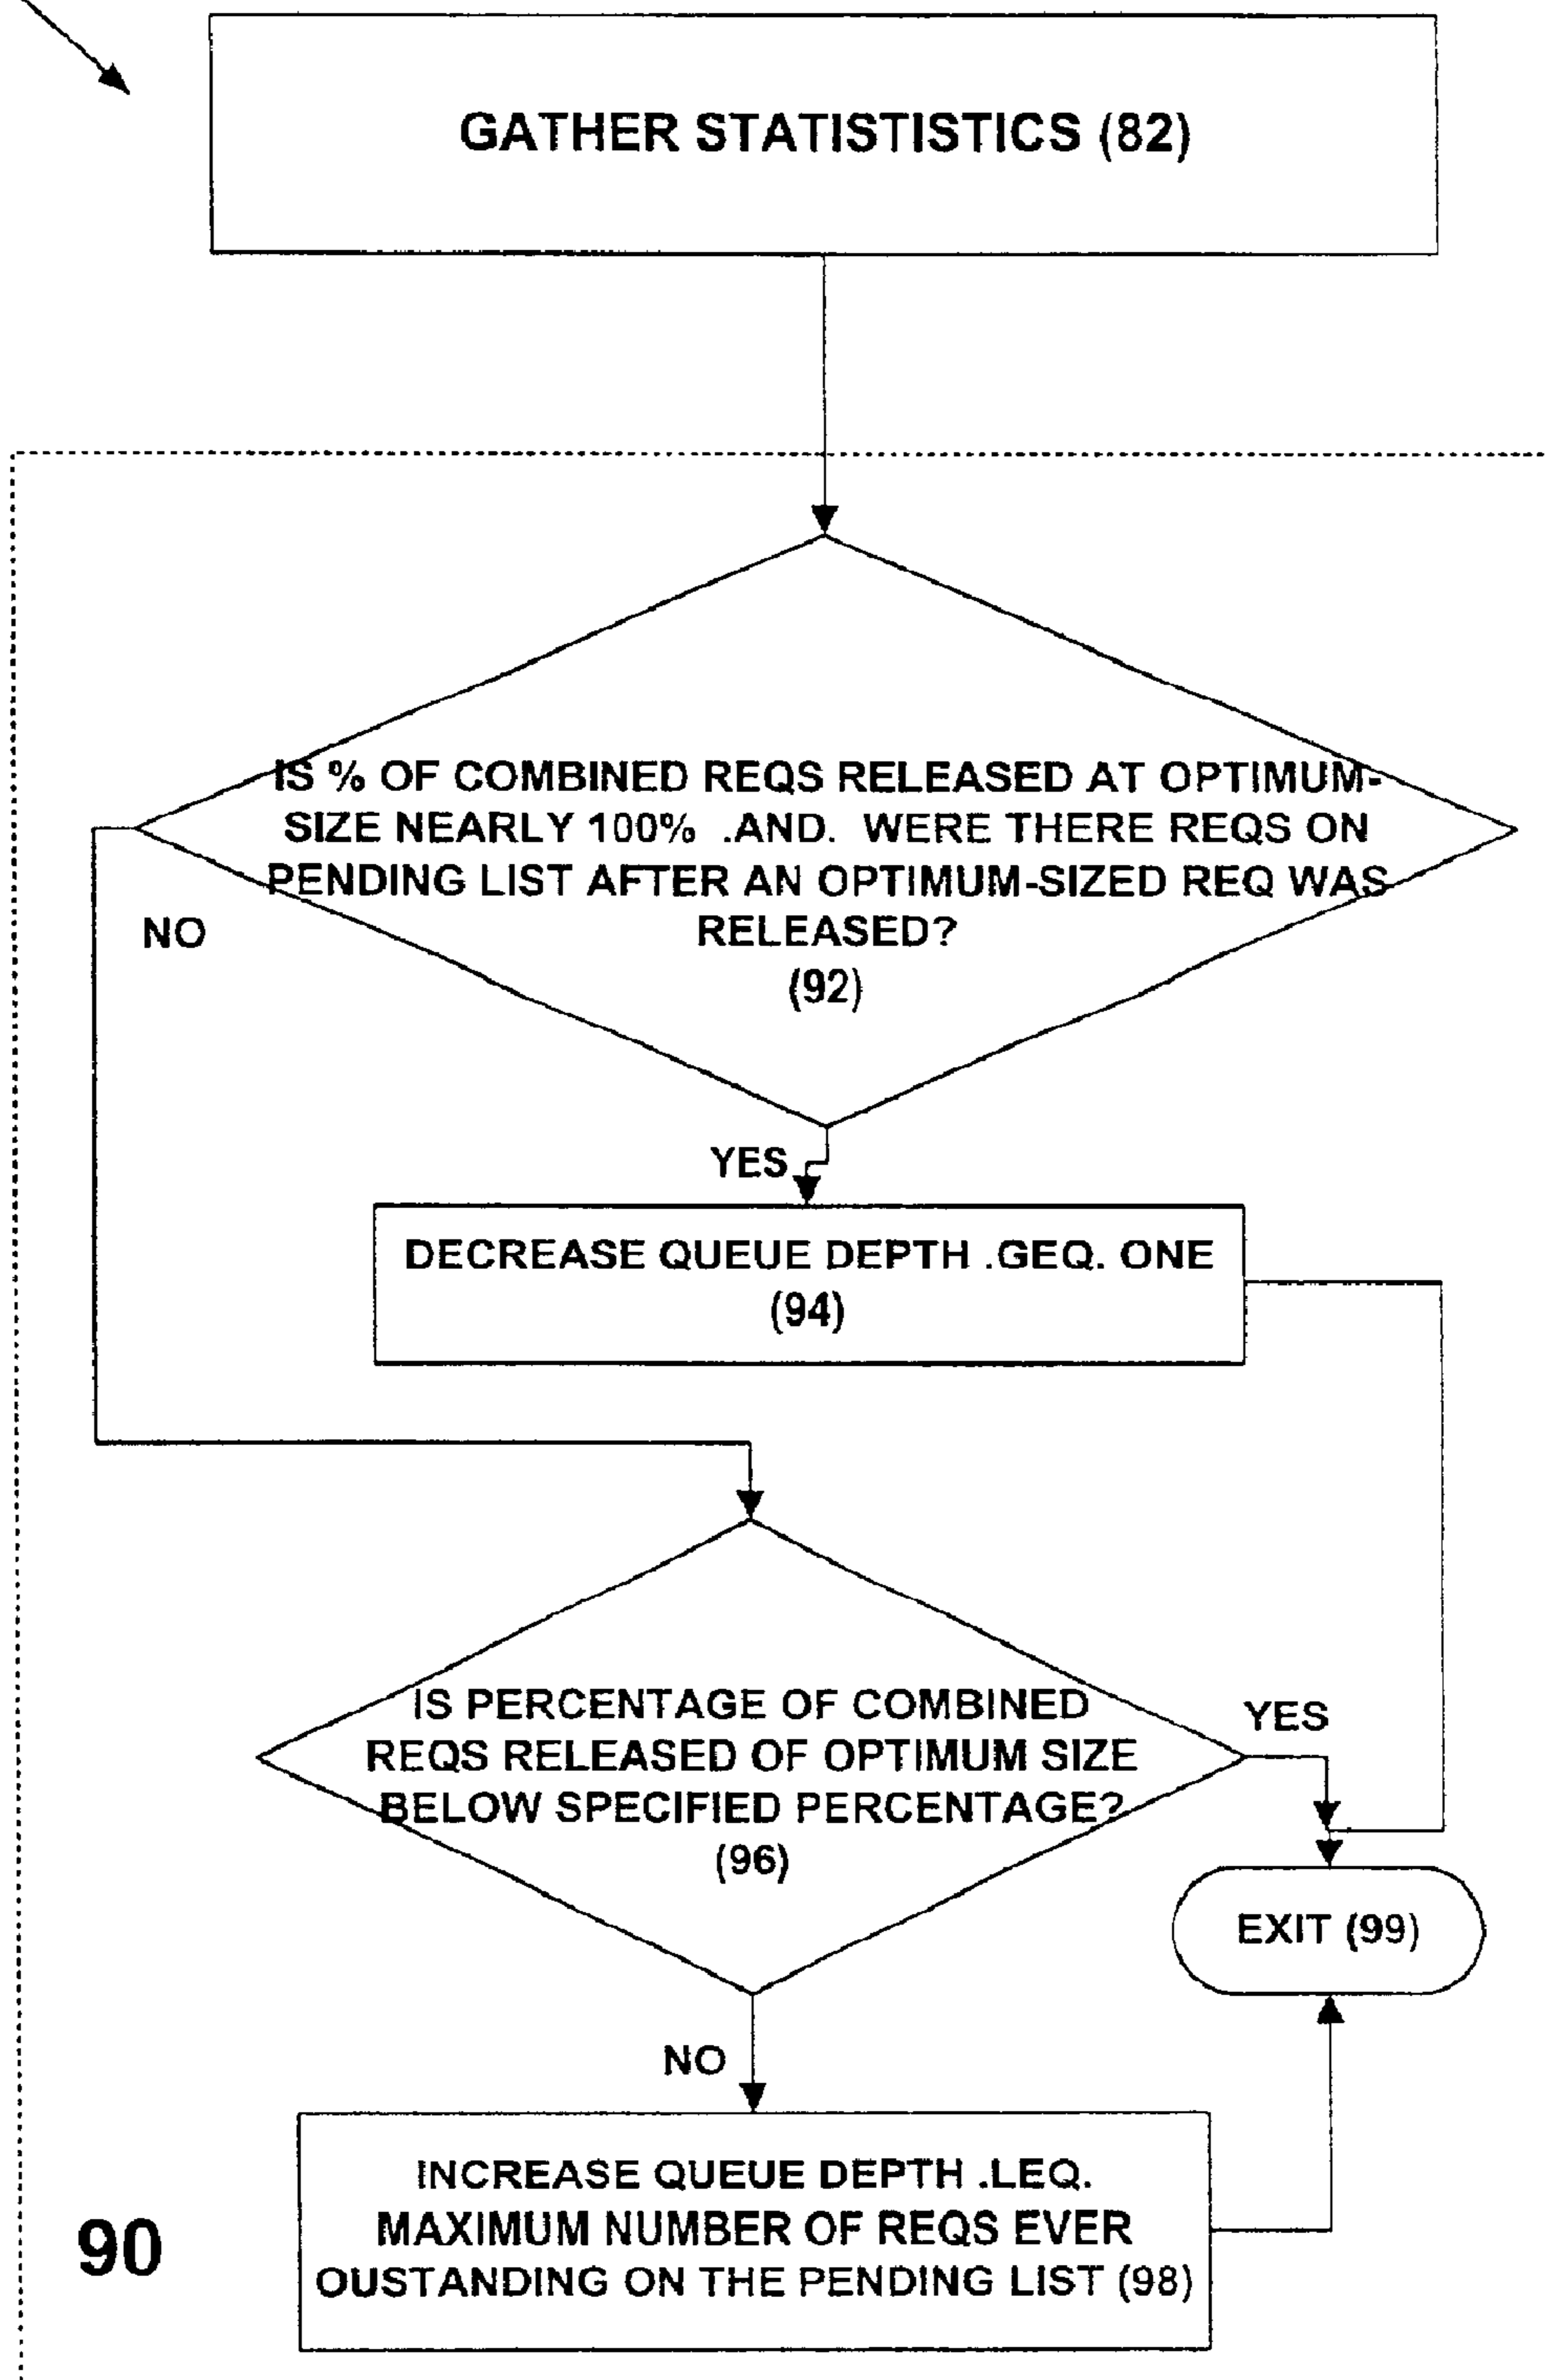 GATHER STATISTISTICS (82)
IS % OF COMBINED REQS RELEASED AT OPTIMUM-
SIZE NEARLY 100% .AND. WERE THERE REQS ON
PENDING LIST AFTER AN OPTIMUM-SIZED REQ WAS
RELEASED?
(92)
NO
YES
DECREASE QUEUE DEPTH .GEQ. ONE
(94)
IS PERCENTAGE OF COMBINED
REQS RELEASED OF OPTIMUM SIZE
BELOW SPECIFIED PERCENTAGE?
(96)
YES
EXIT (99)
NO
INCREASE QUEUE DEPTH .LEQ.
MAXIMUM NUMBER OF REQS EVER
OUSTANDING ON THE PENDING LIST (98)
90